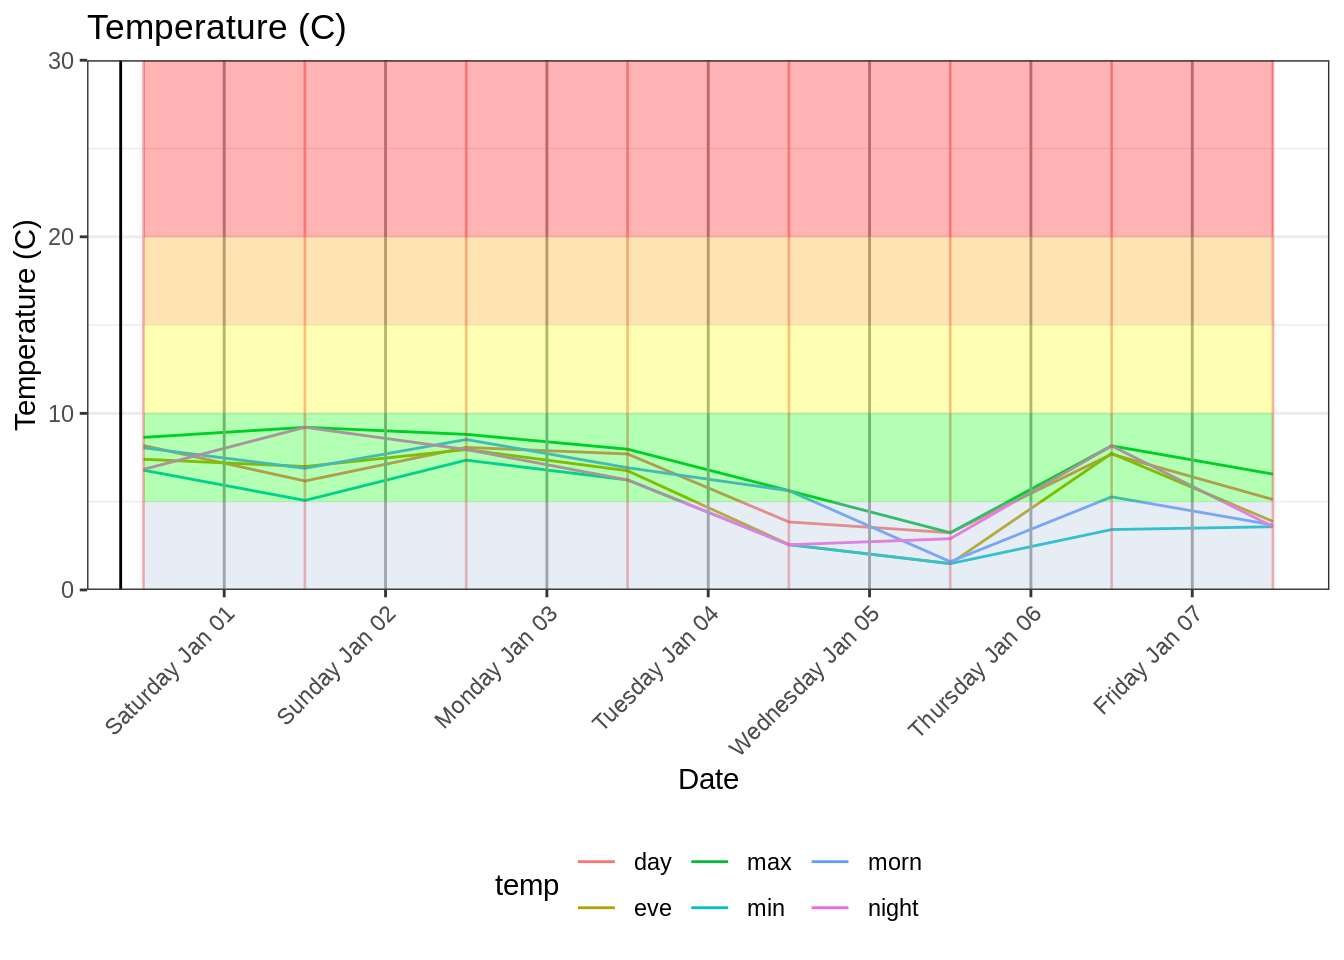 Temperature (C)
Temperature (C)
30
20
10
0
Saturday Jan 01
Sunday Jan 02
Monday Jan 03
Tuesday Jan 04
Wednesday Jan 05
Thursday Jan 06
Friday Jan 07
Date
temp
day
max
morn
eve
min
night